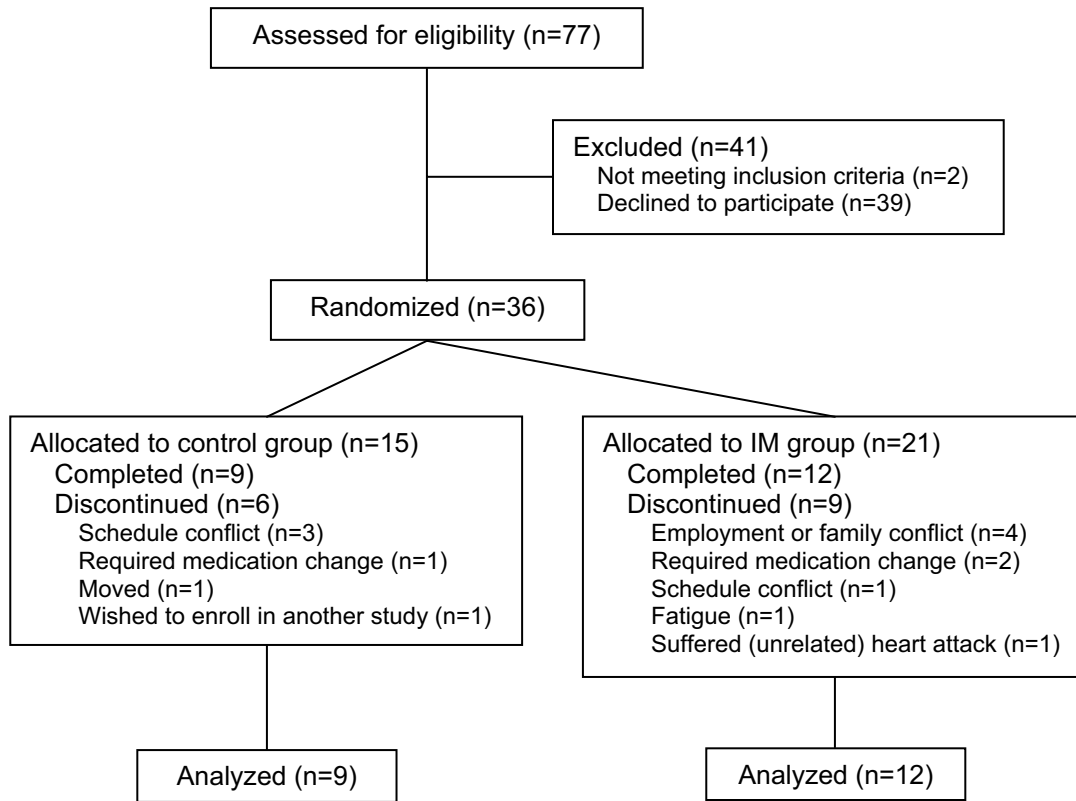 Assessed for eligibility (n=77)
Excluded (n=41)
Not meeting inclusion criteria (n=2)
Declined to participate (n=39)
Randomized (n=36)
Allocated to control group (n=15)
Completed (n=9)
Discontinued (n=6)
Schedule conflict (n=3)
Required medication change (n=1)
Moved (n=1)
Wished to enroll in another study (n=1)
Allocated to IM group (n=21)
Completed (n=12)
Discontinued (n=9)
Employment or family conflict (n=4)
Required medication change (n=2)
Schedule conflict (n=1)
Fatigue (n=1)
Suffered (unrelated) heart attack (n=1)
Analyzed (n=9)
Analyzed (n=12)